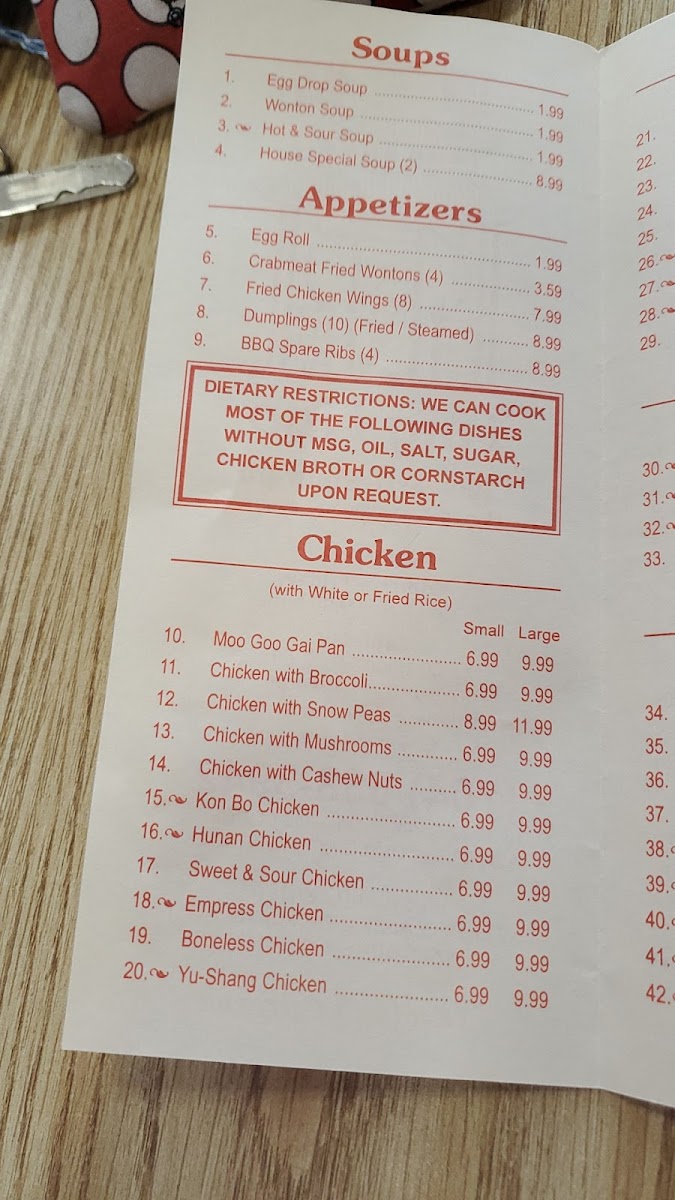 Soups
1. Egg Drop Soup ........ 1.99
2. Wonton Soup ........ 1.99
3. Hot & Sour Soup ........ 1.99
4. House Special Soup (2) ........ 8.99
Appetizers
5. Egg Roll ........ 1.99
6. Crabmeat Fried Wontons (4) ........ 3.59
7. Fried Chicken Wings (8) ........ 7.99
8. Dumplings (10) (Fried / Steamed) ........ 8.99
9. BBQ Spare Ribs (4) ........ 8.99
DIETARY RESTRICTIONS: WE CAN COOK
MOST OF THE FOLLOWING DISHES
WITHOUT MSG, OIL, SALT, SUGAR,
CHICKEN BROTH OR CORNSTARCH
UPON REQUEST.
Chicken
(with White or Fried Rice)
Small Large
10. Moo Goo Gai Pan ........ 6.99 9.99
11. Chicken with Broccoli ........ 6.99 9.99
12. Chicken with Snow Peas ........ 8.99 11.99
13. Chicken with Mushrooms ........ 6.99 9.99
14. Chicken with Cashew Nuts ........ 6.99 9.99
15. Kon Bo Chicken ........ 6.99 9.99
16. Hunan Chicken ........ 6.99 9.99
17. Sweet & Sour Chicken ........ 6.99 9.99
18. Empress Chicken ........ 6.99 9.99
19. Boneless Chicken ........ 6.99 9.99
20. Yu-Shang Chicken ........ 6.99 9.99
21.
22.
23.
24.
25.
26.
27.
28.
29.
30.
31.
32.
33.
34.
35.
36.
37.
38.
39.
40.
41.
42.